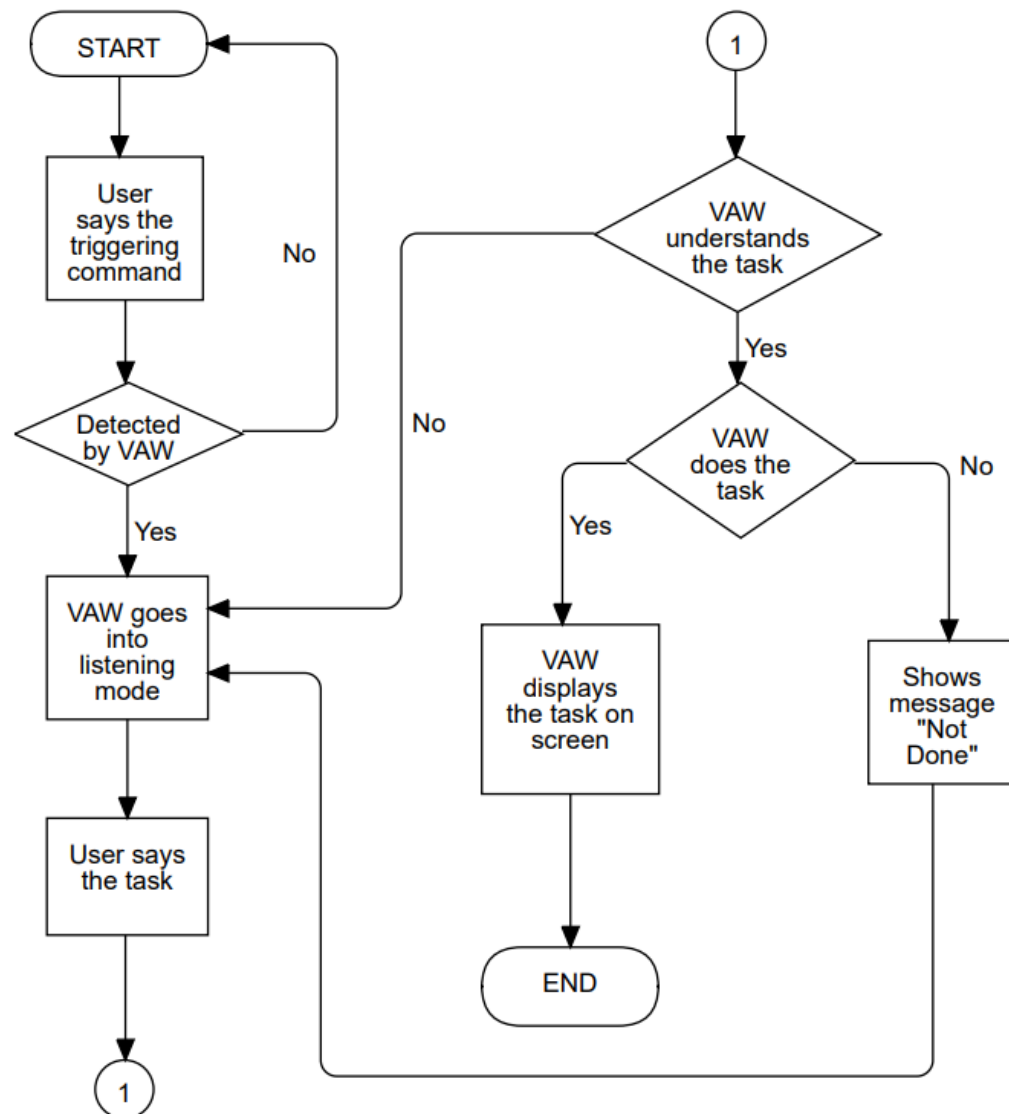 START
User
says the
triggering
command
No
Detected
by VAW
Yes
VAW goes
into
listening
mode
User says
the task
1
1
VAW
understands
the task
No
Yes
VAW
does the
task
Yes
No
VAW
displays
the task on
screen
Shows
message
"Not
Done"
END